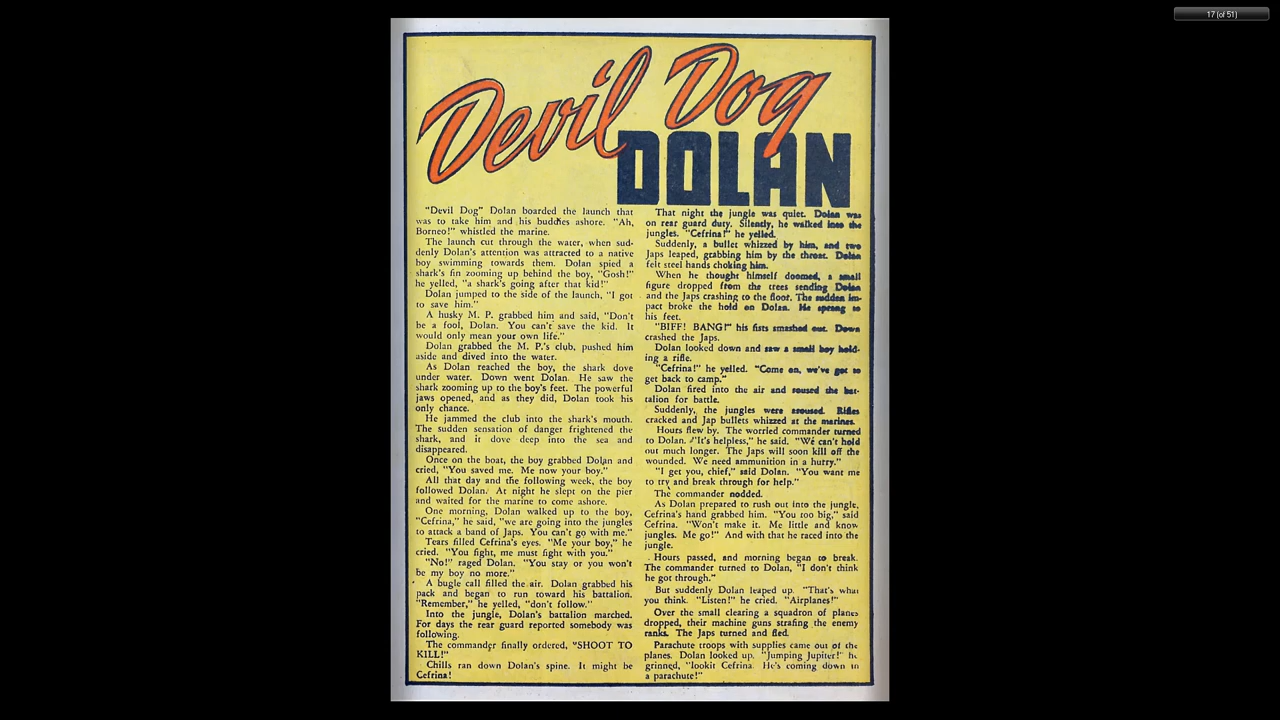 17 (of 51)
Devil Dog
DOLAN
"Devil Dog" Dolan boarded the launch that
was to take him and his buddies ashore. "Ah,
Borneo!" whistled the marine.
The launch cut through the water, when sud-
denly Dolan's attention was attracted to a native
boy swimming towards them. Dolan spied a
shark's fin zooming up behind the boy, "Gosh!"
he yelled, "a shark's going after that kid!"
Dolan jumped to the side of the launch, "I got
to save him."
A husky M. P. grabbed him and said, "Don't
be a fool, Dolan. You can't save the kid. It
would only mean your own life."
Dolan grabbed the M. P.'s club, pushed him
aside and dived into the water.
As Dolan reached the boy, the shark dove
under water. Down went Dolan. He saw the
shark zooming up to the boy's feet. The powerful
jaws opened, and as they did, Dolan took his
only chance.
He jammed the club into the shark's mouth.
The sudden sensation of danger frightened the
shark, and it dove deep into the sea and
disappeared.
Once on the boat, the boy grabbed Dolan and
cried, "You saved me. Me now your boy."
All that day and the following week, the boy
followed Dolan. At night he slept on the pier
and waited for the marine to come ashore.
One morning, Dolan walked up to the boy,
"Cefrina," he said, "we are going into the jungles
to attack a band of Japs. You can't go with me."
Tears filled Cefrina's eyes. "Me your boy," he
cried. "You fight, me must fight with you."
"No!" raged Dolan. "You stay or you won't
be my boy no more."
A bugle call filled the air. Dolan grabbed his
pack and began to run toward his battalion.
"Remember," he yelled, "don't follow."
Into the jungle, Dolan's battalion marched.
For days the rear guard reported somebody was
following.
The commander finally ordered, "SHOOT TO
KILL!"
Chills ran down Dolan's spine. It might be
Cefrina!
That night the jungle was quiet. Dolan was
on rear guard duty. Silently, he walked into the
jungles. "Cefrina!" he yelled.
Suddenly, a bullet whizzed by him, and two
Japs leaped, grabbing him by the throat. Dolan
felt steel hands choking him.
When he thought himself doomed, a small
figure dropped from the trees sending Dolan
and the Japs crashing to the floor. The sudden im-
pact broke the hold on Dolan. He sprang to
his feet.
"BIFF! BANG!" his fists smashed out. Down
crashed the Japs.
Dolan looked down and saw a small boy hold-
ing a rifle.
"Cefrina!" he yelled. "Come on, we've got to
get back to camp."
Dolan fired into the air and roused the bat-
talion for battle.
Suddenly, the jungles were aroused. Rifles
cracked and Jap bullets whizzed at the marines.
Hours flew by. The worried commander turned
to Dolan. "It's helpless," he said. "We can't hold
out much longer. The Japs will soon kill off the
wounded. We need ammunition in a hurry."
"I get you, chief," said Dolan. "You want me
to try and break through for help."
The commander nodded.
As Dolan prepared to rush out into the jungle,
Cefrina's hand grabbed him. "You too big," said
Cefrina. "Won't make it. Me little and know
jungles. Me go!" And with that he raced into the
jungle.
Hours passed, and morning began to break.
The commander turned to Dolan, "I don't think
he got through."
But suddenly Dolan leaped up. "That's what
you think. "Listen!" he cried. "Airplanes!"
Over the small clearing a squadron of planes
dropped, their machine guns strafing the enemy
ranks. The Japs turned and fled.
Parachute troops with supplies came out of the
planes. Dolan looked up. "Jumping Jupiter!" he
grinned, "lookit Cefrina. He's coming down in
a parachute!"